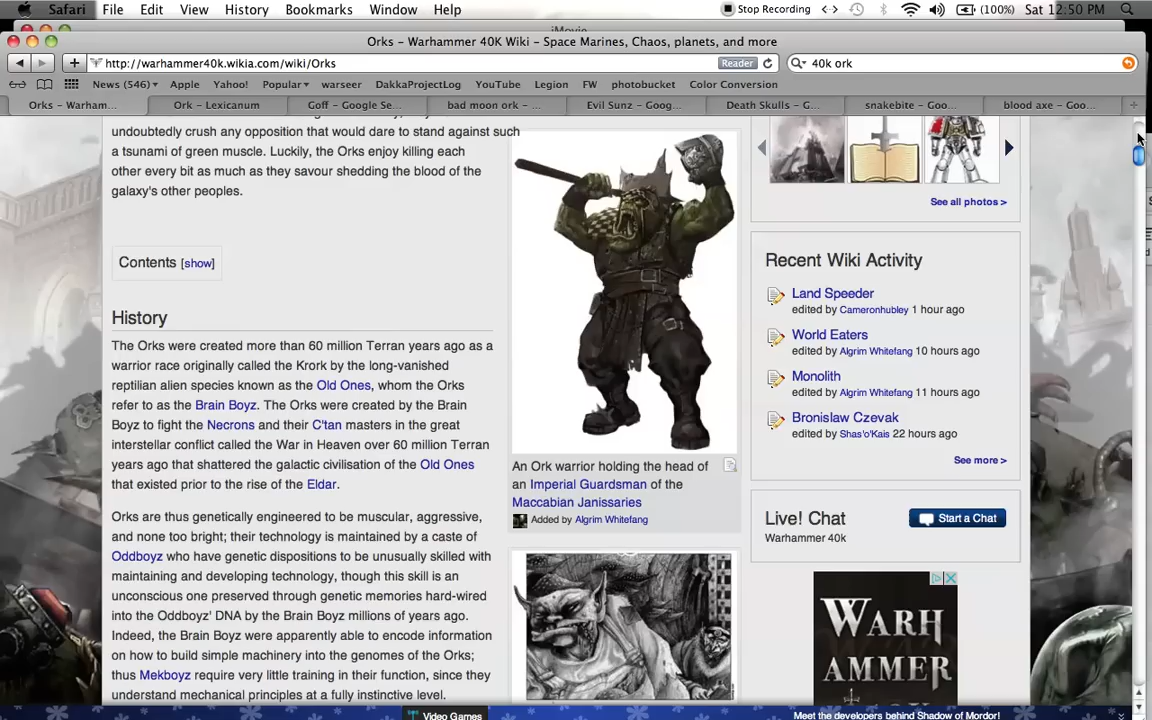 Safari File Edit View History Bookmarks Window Help Stop Recording (100%) Sat 12:50 PM
iMovie
Orks – Warhammer 40K Wiki – Space Marines, Chaos, planets, and more
http://warhammer40k.wikia.com/wiki/Orks Reader 40k ork
News (546) Apple Yahoo! Popular warseer DakkaProjectLog YouTube Legion FW photobucket Color Conversion
Orks – Warham... Ork – Lexicanum Goff – Google Se... bad moon ork – ... Evil Sunz – Goog... Death Skulls – G... snakebite – Goo... blood axe – Goo...
undoubtedly crush any opposition that would dare to stand against such
a tsunami of green muscle. Luckily, the Orks enjoy killing each
other every bit as much as they savour shedding the blood of the
galaxy's other peoples.
Contents [show]
History
The Orks were created more than 60 million Terran years ago as a
warrior race originally called the Krork by the long-vanished
reptilian alien species known as the Old Ones, whom the Orks
refer to as the Brain Boyz. The Orks were created by the Brain
Boyz to fight the Necrons and their C'tan masters in the great
interstellar conflict called the War in Heaven over 60 million Terran
years ago that shattered the galactic civilisation of the Old Ones
that existed prior to the rise of the Eldar.
Orks are thus genetically engineered to be muscular, aggressive,
and none too bright; their technology is maintained by a caste of
Oddboyz who have genetic dispositions to be unusually skilled with
maintaining and developing technology, though this skill is an
unconscious one preserved through genetic memories hard-wired
into the Oddboyz' DNA by the Brain Boyz millions of years ago.
Indeed, the Brain Boyz were apparently able to encode information
on how to build simple machinery into the genomes of the Orks;
thus Mekboyz require very little training in their function, since they
understand mechanical principles at a fully instinctive level.
An Ork warrior holding the head of
an Imperial Guardsman of the
Maccabian Janissaries
Added by Algrim Whitefang
See all photos >
Recent Wiki Activity
Land Speeder
edited by Cameronhubley 1 hour ago
World Eaters
edited by Algrim Whitefang 10 hours ago
Monolith
edited by Algrim Whitefang 11 hours ago
Bronislaw Czevak
edited by Shas'o'Kais 22 hours ago
See more >
Live! Chat
Start a Chat
Warhammer 40k
WARH
AMMER
Video Games
Meet the developers behind Shadow of Mordor!